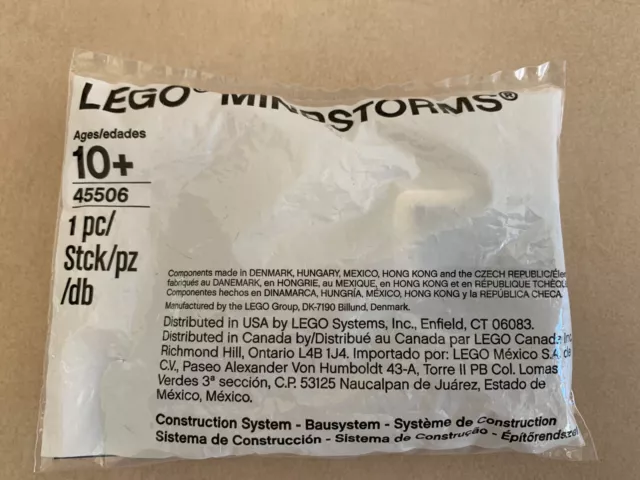 LEGO® MINDSTORMS®
Ages/edades
10+
45506
1 pc/
Stck/pz
/db
Components made in DENMARK, HUNGARY, MEXICO, HONG KONG and the CZECH REPUBLIC/Élem
fabriqués au DANEMARK, en HONGRIE, au MEXIQUE, en HONG KONG et en RÉPUBLIQUE TCHÈQU
Componentes hechos en DINAMARCA, HUNGRÍA, MÉXICO, HONG KONG y la REPÚBLICA CHECA.
Manufactured by the LEGO Group, DK-7190 Billund, Denmark.
Distributed in USA by LEGO Systems, Inc., Enfield, CT 06083.
Distributed in Canada by/Distribué au Canada par LEGO Canada Inc
Richmond Hill, Ontario L4B 1J4. Importado por: LEGO México S.A. de
C.V., Paseo Alexander Von Humboldt 43-A, Torre II PB Col. Lomas
Verdes 3ª sección, C.P. 53125 Naucalpan de Juárez, Estado de
México, México.
Construction System - Bausystem - Système de Construction
Sistema de Construcción - Sistema de Construção - Építőrendszer